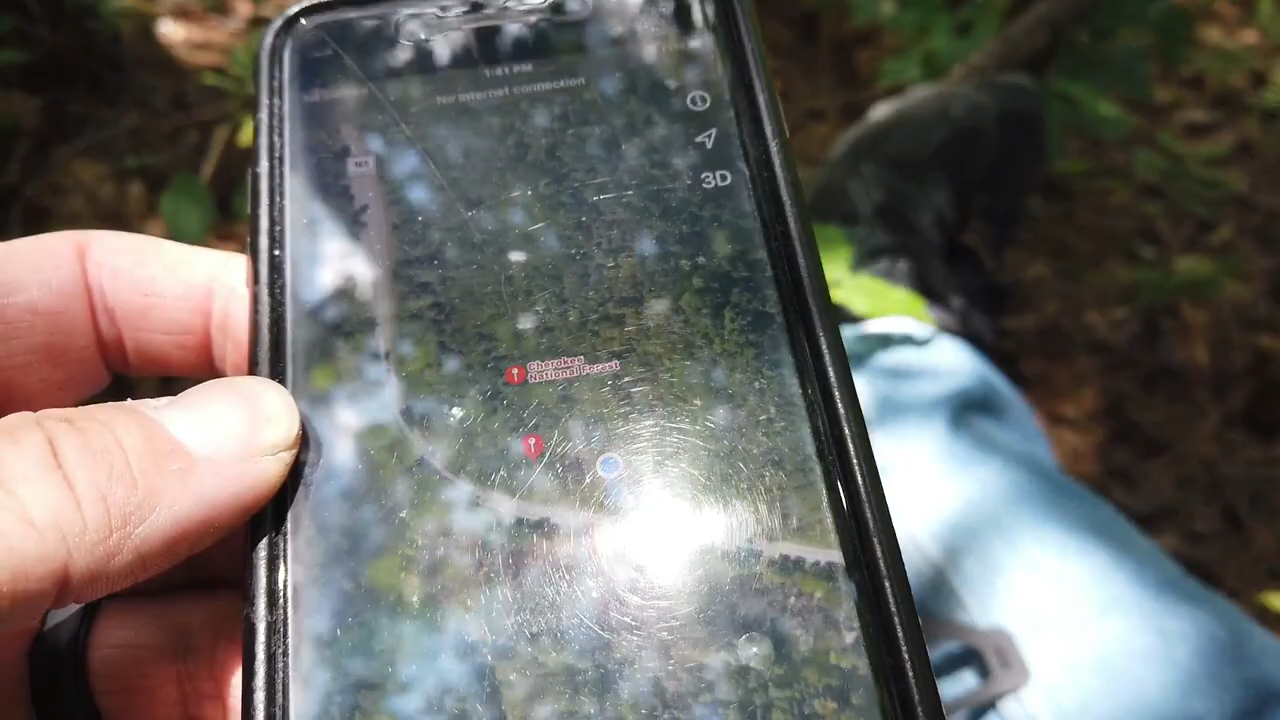 1:41 PM
No internet connection
3D
Cherokee
National Forest